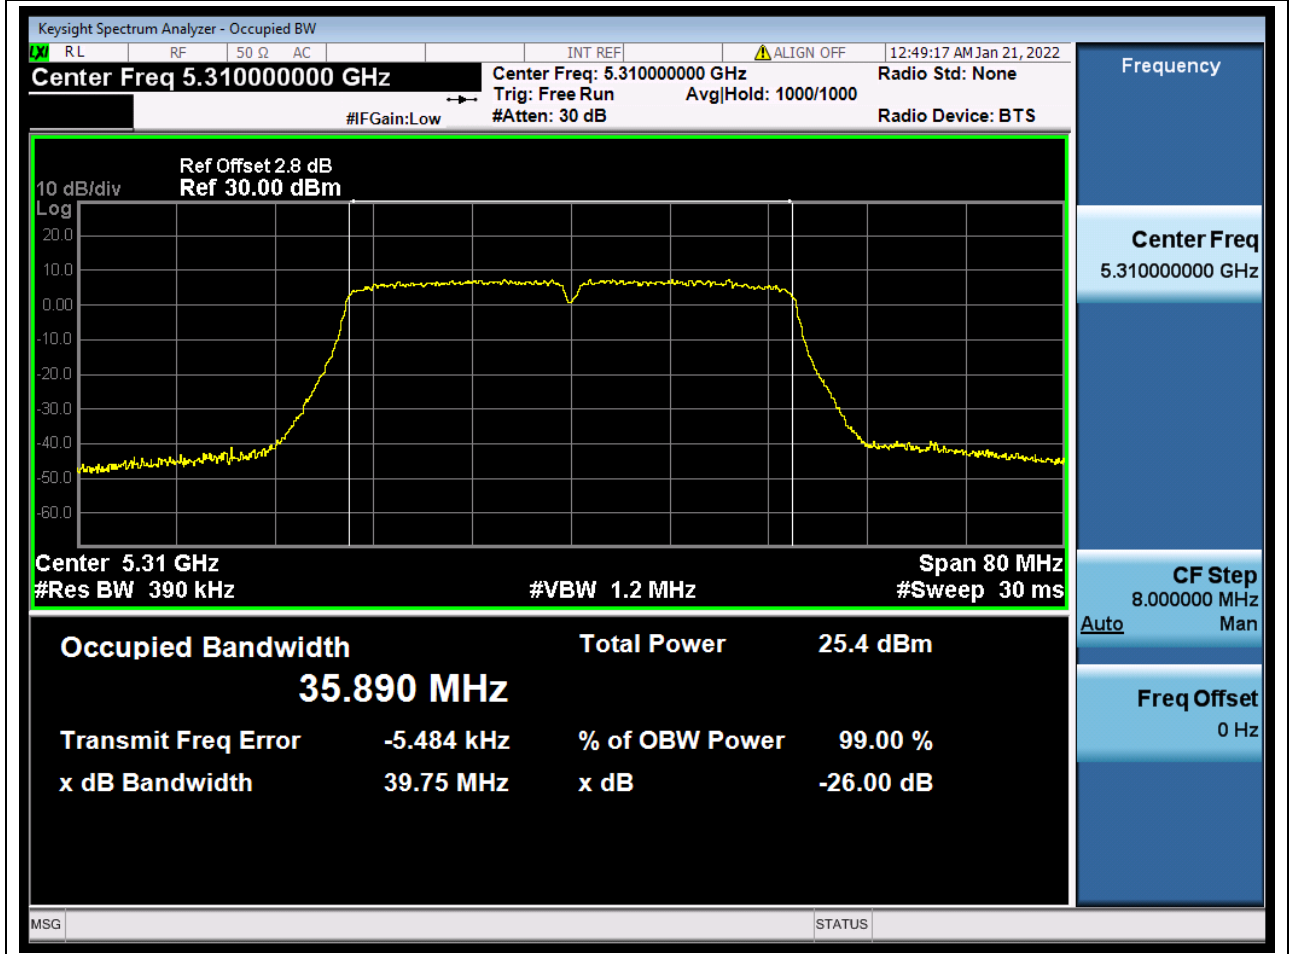 Keysight Spectrum Analyzer - Occupied BW
LXI RL RF 50 Ω AC INT REF ALIGN OFF 12:49:17 AM Jan 21, 2022
Center Freq 5.310000000 GHz
Center Freq: 5.310000000 GHz Radio Std: None
Trig: Free Run Avg|Hold: 1000/1000
#IFGain:Low #Atten: 30 dB Radio Device: BTS
Ref Offset 2.8 dB
10 dB/div Ref 30.00 dBm
Log
20.0
10.0
0.00
-10.0
-20.0
-30.0
-40.0
-50.0
-60.0
Center 5.31 GHz Span 80 MHz
#Res BW 390 kHz #VBW 1.2 MHz #Sweep 30 ms
Occupied Bandwidth Total Power 25.4 dBm
35.890 MHz
Transmit Freq Error -5.484 kHz % of OBW Power 99.00 %
x dB Bandwidth 39.75 MHz x dB -26.00 dB
Frequency
Center Freq
5.310000000 GHz
CF Step
8.000000 MHz
Auto Man
Freq Offset
0 Hz
MSG STATUS